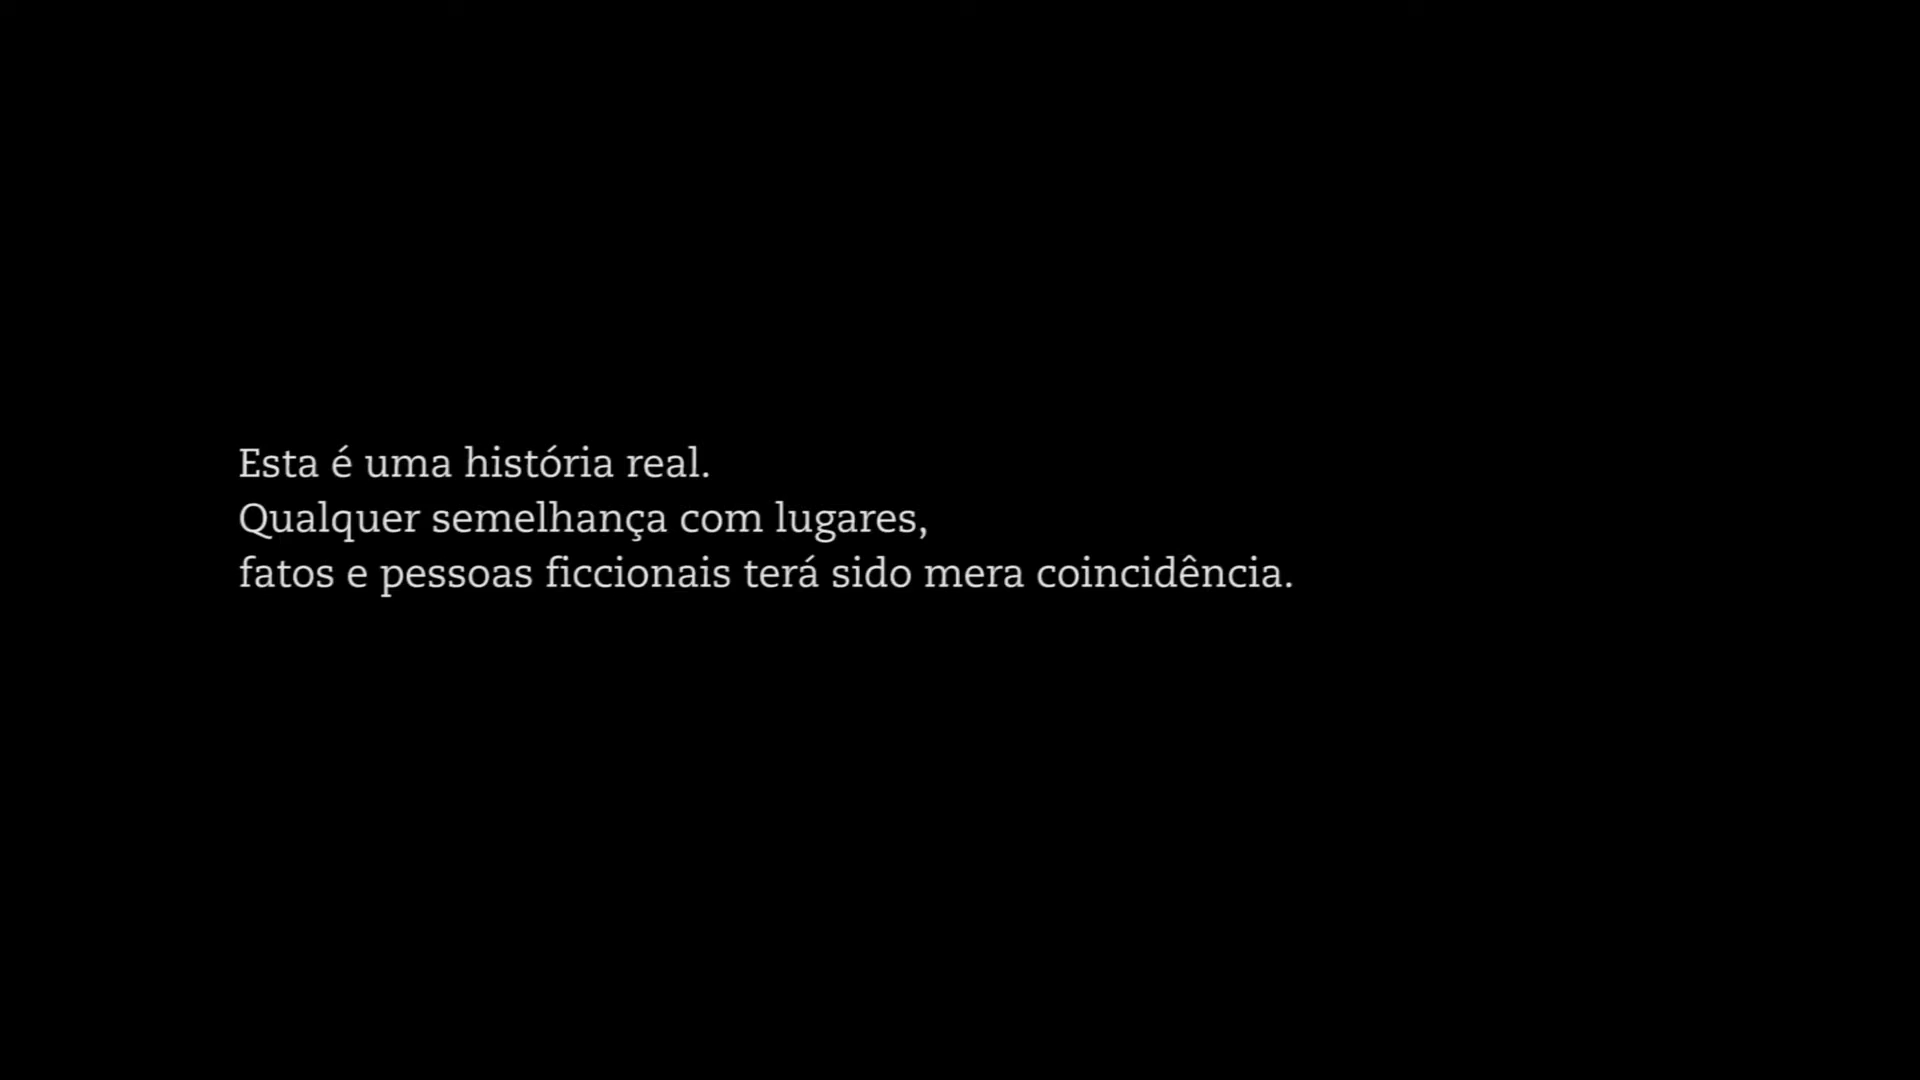 Esta é uma história real.
Qualquer semelhança com lugares,
fatos e pessoas ficcionais terá sido mera coincidência.